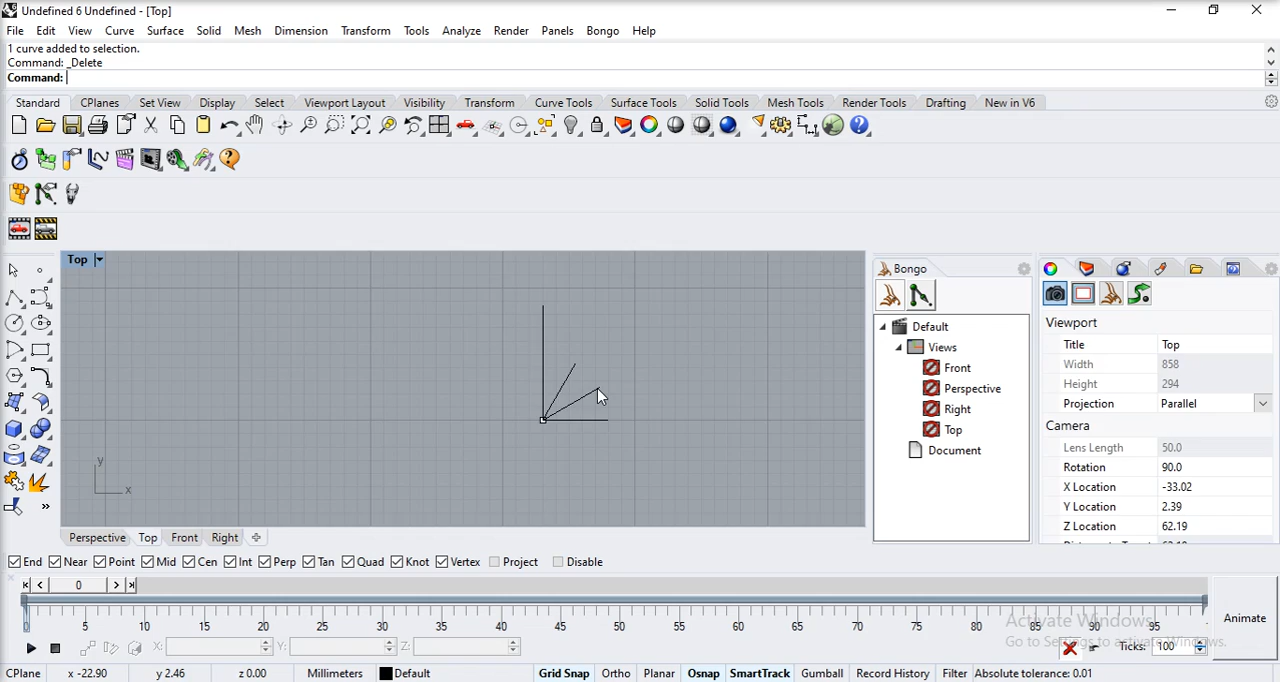 Undefined 6 Undefined - [Top]
File Edit View Curve Surface Solid Mesh Dimension Transform Tools Analyze Render Panels Bongo Help
1 curve added to selection.
Command: _Delete
Command:
Standard CPlanes Set View Display Select Viewport Layout Visibility Transform Curve Tools Surface Tools Solid Tools Mesh Tools Render Tools Drafting New in V6
Top
y
x
Perspective Top Front Right
Bongo
Default
Views
Front
Perspective
Right
Top
Document
Viewport
Title Top
Width 858
Height 294
Projection Parallel
Camera
Lens Length 50.0
Rotation 90.0
X Location -33.02
Y Location 2.39
Z Location 62.19
End Near Point Mid Cen Int Perp Tan Quad Knot Vertex Project Disable
0
0 5 10 15 20 25 30 35 40 45 50 55 60 65 70 75 80 85 90 95
Animate
Activate Windows
Go to Settings to activate Windows.
X: Y: Z: Ticks: 100
CPlane x -22.90 y 2.46 z 0.00 Millimeters Default Grid Snap Ortho Planar Osnap SmartTrack Gumball Record History Filter Absolute tolerance: 0.01